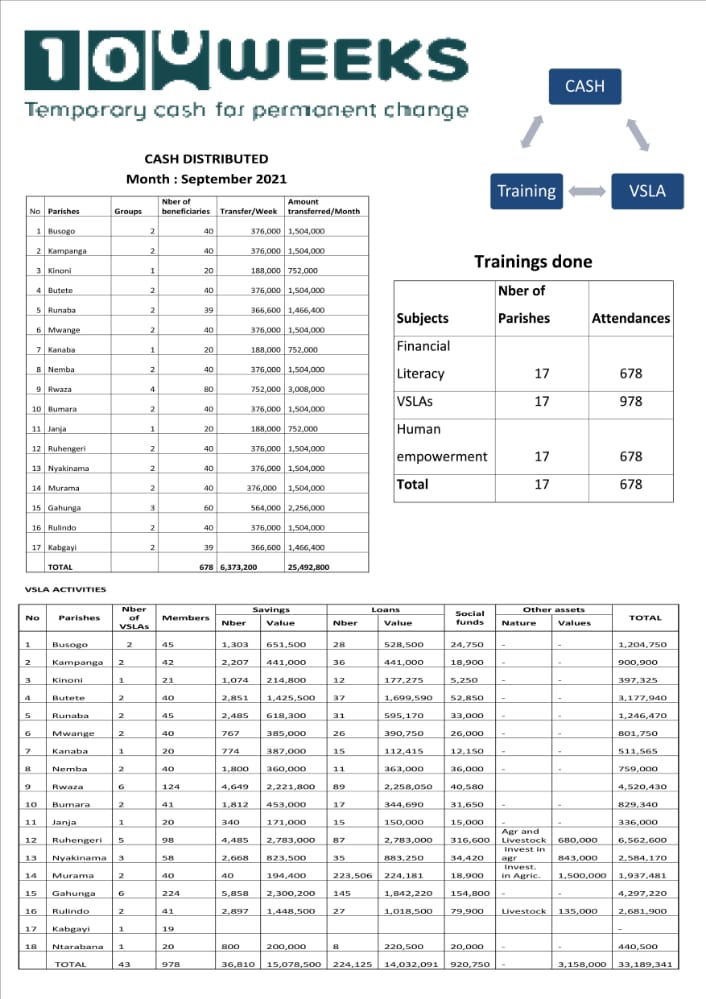 100WEEKS
Temporary cash for permanent change
CASH
Training
VSLA
CASH DISTRIBUTED
Month : September 2021
No Parishes Groups Nber of beneficiaries Transfer/Week Amount transferred/Month
1 Busogo 2 40 376,000 1,504,000
2 Kampanga 2 40 376,000 1,504,000
3 Kinoni 1 20 188,000 752,000
4 Butete 2 40 376,000 1,504,000
5 Runaba 2 39 366,600 1,466,400
6 Mwange 2 40 376,000 1,504,000
7 Kanaba 1 20 188,000 752,000
8 Nemba 2 40 376,000 1,504,000
9 Rwaza 4 80 752,000 3,008,000
10 Bumara 2 40 376,000 1,504,000
11 Janja 1 20 188,000 752,000
12 Ruhengeri 2 40 376,000 1,504,000
13 Nyakinama 2 40 376,000 1,504,000
14 Murama 2 40 376,000 1,504,000
15 Gahunga 3 60 564,000 2,256,000
16 Rulindo 2 40 376,000 1,504,000
17 Kabgayi 2 39 366,600 1,466,400
TOTAL 678 6,373,200 25,492,800
Trainings done
Subjects Nber of Parishes Attendances
Financial Literacy 17 678
VSLAs 17 978
Human empowerment 17 678
Total 17 678
VSLA ACTIVITIES
No Parishes Nber of VSLAs Members Savings Loans Social funds Other assets TOTAL
Nber Value Nber Value Nature Values
1 Busogo 2 45 1,303 651,500 28 528,500 24,750 - - 1,204,750
2 Kampanga 2 42 2,207 441,000 36 441,000 18,900 - - 900,900
3 Kinoni 1 21 1,074 214,800 12 177,275 5,250 - - 397,325
4 Butete 2 40 2,851 1,425,500 37 1,699,590 52,850 - - 3,177,940
5 Runaba 2 45 2,485 618,300 31 595,170 33,000 - - 1,246,470
6 Mwange 2 40 767 385,000 26 390,750 26,000 - - 801,750
7 Kanaba 1 20 774 387,000 15 112,415 12,150 - - 511,565
8 Nemba 2 40 1,800 360,000 11 363,000 36,000 - - 759,000
9 Rwaza 6 124 4,649 2,221,800 89 2,258,050 40,580 4,520,430
10 Bumara 2 41 1,812 453,000 17 344,690 31,650 - - 829,340
11 Janja 1 20 340 171,000 15 150,000 15,000 - - 336,000
12 Ruhengeri 5 98 4,485 2,783,000 87 2,783,000 316,600 Agr and Livestock 680,000 6,562,600
13 Nyakinama 3 58 2,668 823,500 35 883,250 34,420 Invest in agr 843,000 2,584,170
14 Murama 2 40 40 194,400 223,506 224,181 18,900 Invest. in Agric. 1,500,000 1,937,481
15 Gahunga 6 224 5,858 2,300,200 145 1,842,220 154,800 - - 4,297,220
16 Rulindo 2 41 2,897 1,448,500 27 1,018,500 79,900 Livestock 135,000 2,681,900
17 Kabgayi 1 19 -
18 Ntarabana 1 20 800 200,000 8 220,500 20,000 - - 440,500
TOTAL 43 978 36,810 15,078,500 224,125 14,032,091 920,750 - 3,158,000 33,189,341